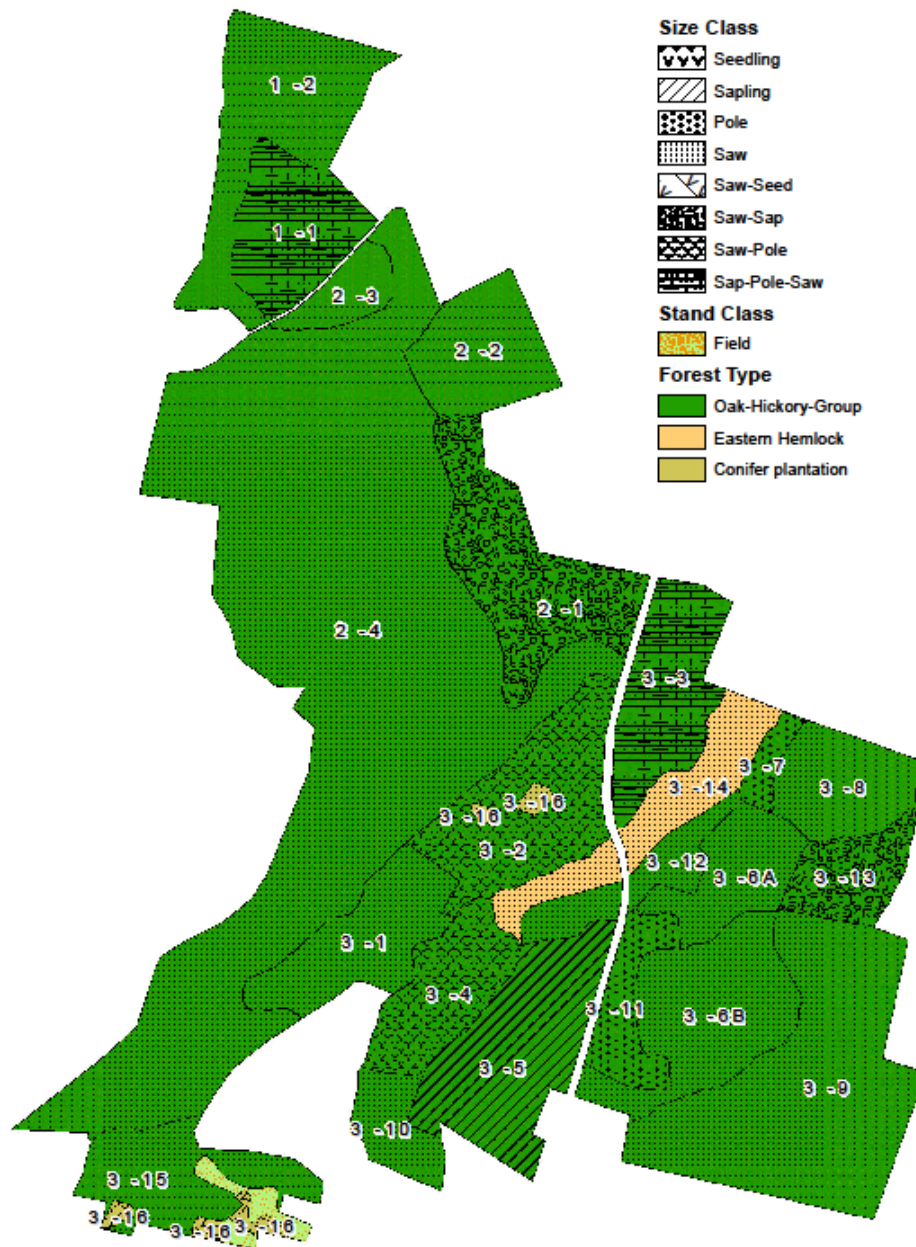 Size Class
Seedling
Sapling
Pole
Saw
Saw-Seed
Saw-Sap
Saw-Pole
Sap-Pole-Saw
Stand Class
Field
Forest Type
Oak-Hickory-Group
Eastern Hemlock
Conifer plantation
1 -2
1 -1
2 -3
2 -2
2 -1
2 -4
3 -3
3 -7
3 -14
3 -8
3 -16
3 -16
3 -2
3 -12
3 -6A
3 -13
3 -1
3 -4
3 -11
3 -6B
3 -5
3 -9
3 -10
3 -15
3 -16
3 -16
3 -16